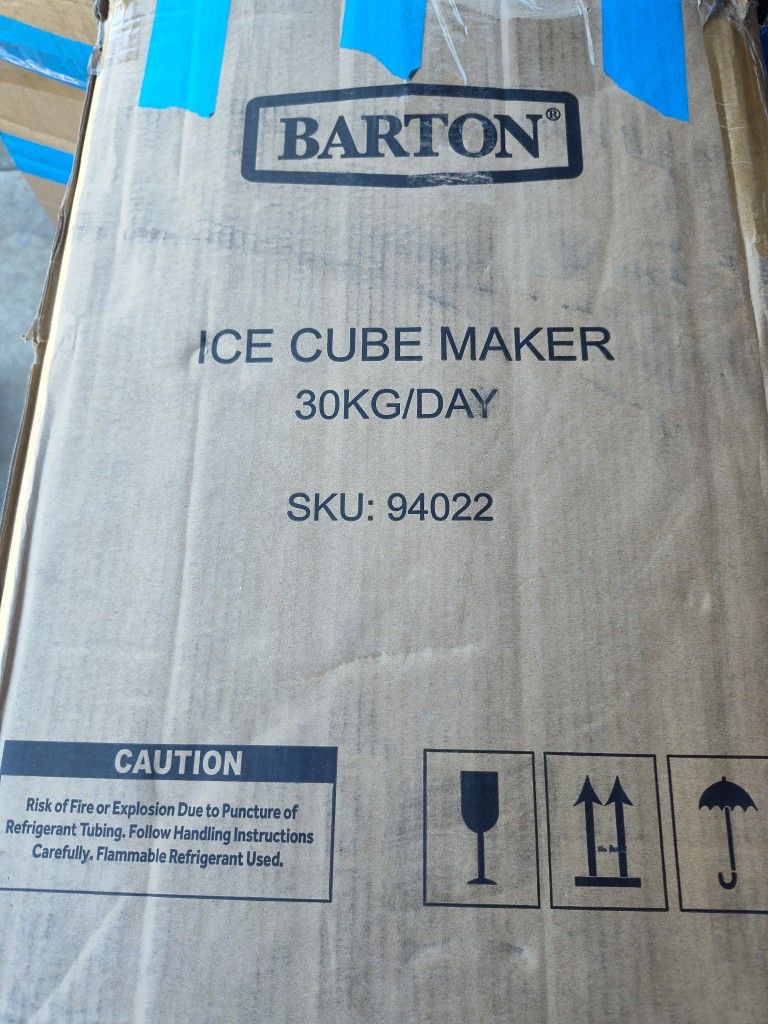 BARTON®
ICE CUBE MAKER
30KG/DAY
SKU: 94022
CAUTION
Risk of Fire or Explosion Due to Puncture of
Refrigerant Tubing. Follow Handling Instructions
Carefully. Flammable Refrigerant Used.